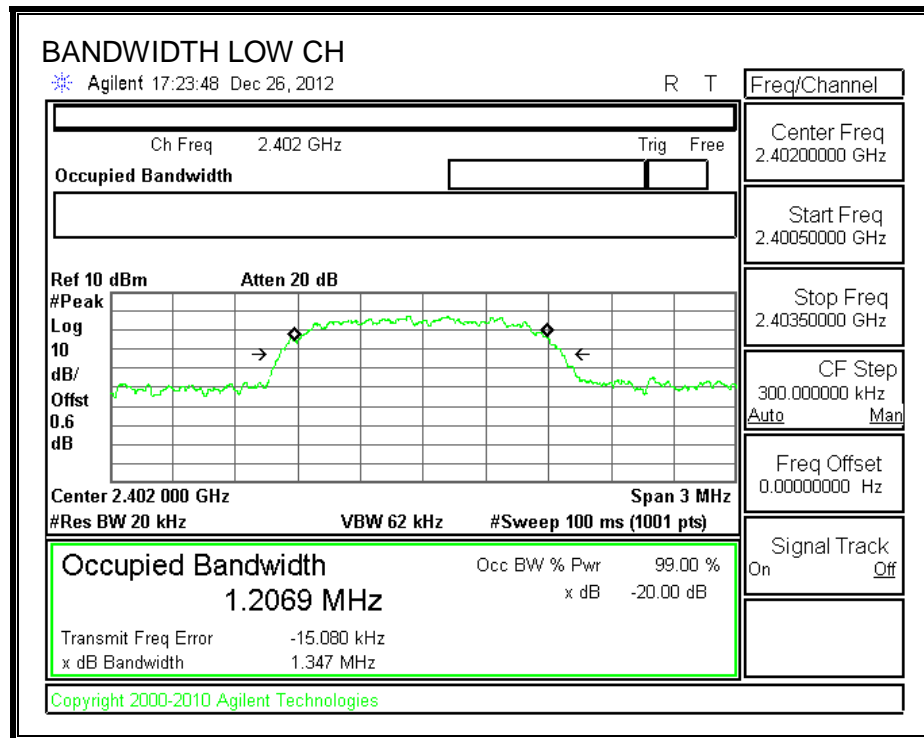 BANDWIDTH LOW CH
Agilent 17:23:48 Dec 26, 2012 R T
Freq/Channel
Ch Freq 2.402 GHz Trig Free
Occupied Bandwidth
Center Freq
2.40200000 GHz
Start Freq
2.40050000 GHz
Stop Freq
2.40350000 GHz
CF Step
300.000000 kHz
Auto Man
Freq Offset
0.00000000 Hz
Signal Track
On Off
Ref 10 dBm Atten 20 dB
#Peak
Log
10
dB/
Offst
0.6
dB
Center 2.402 000 GHz Span 3 MHz
#Res BW 20 kHz VBW 62 kHz #Sweep 100 ms (1001 pts)
Occupied Bandwidth
1.2069 MHz
Occ BW % Pwr 99.00 %
x dB -20.00 dB
Transmit Freq Error -15.080 kHz
x dB Bandwidth 1.347 MHz
Copyright 2000-2010 Agilent Technologies